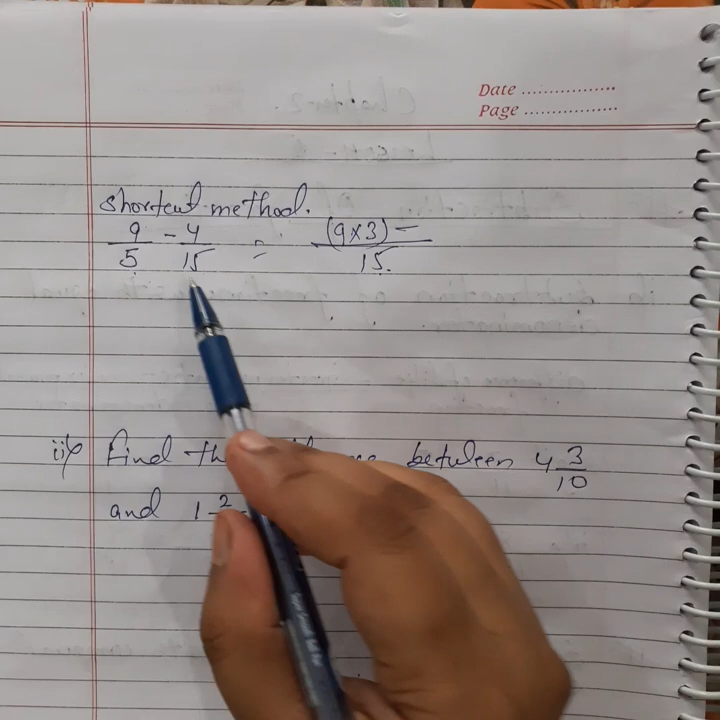 Date ................
Page ................
Shortcut method.
9/5 - 4/15 = (9×3) - / 15.
ii) Find the between 4 3/10
and 1 2